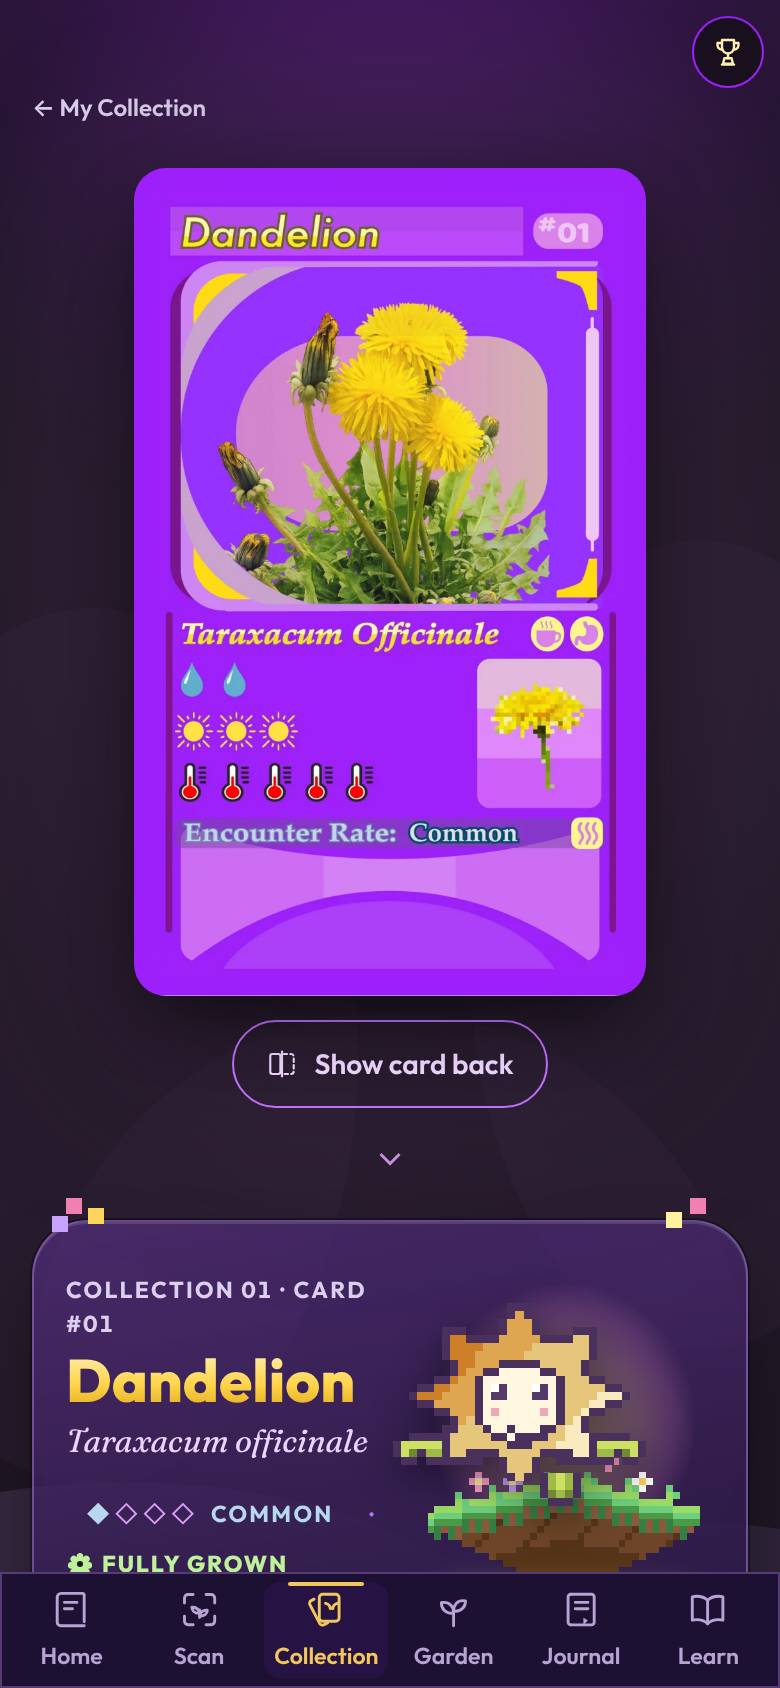 ← My Collection
Dandelion
#01
Taraxacum Officinale
Encounter Rate: Common
Show card back
COLLECTION 01 · CARD
#01
Dandelion
Taraxacum officinale
COMMON ·
FULLY GROWN
Home
Scan
Collection
Garden
Journal
Learn